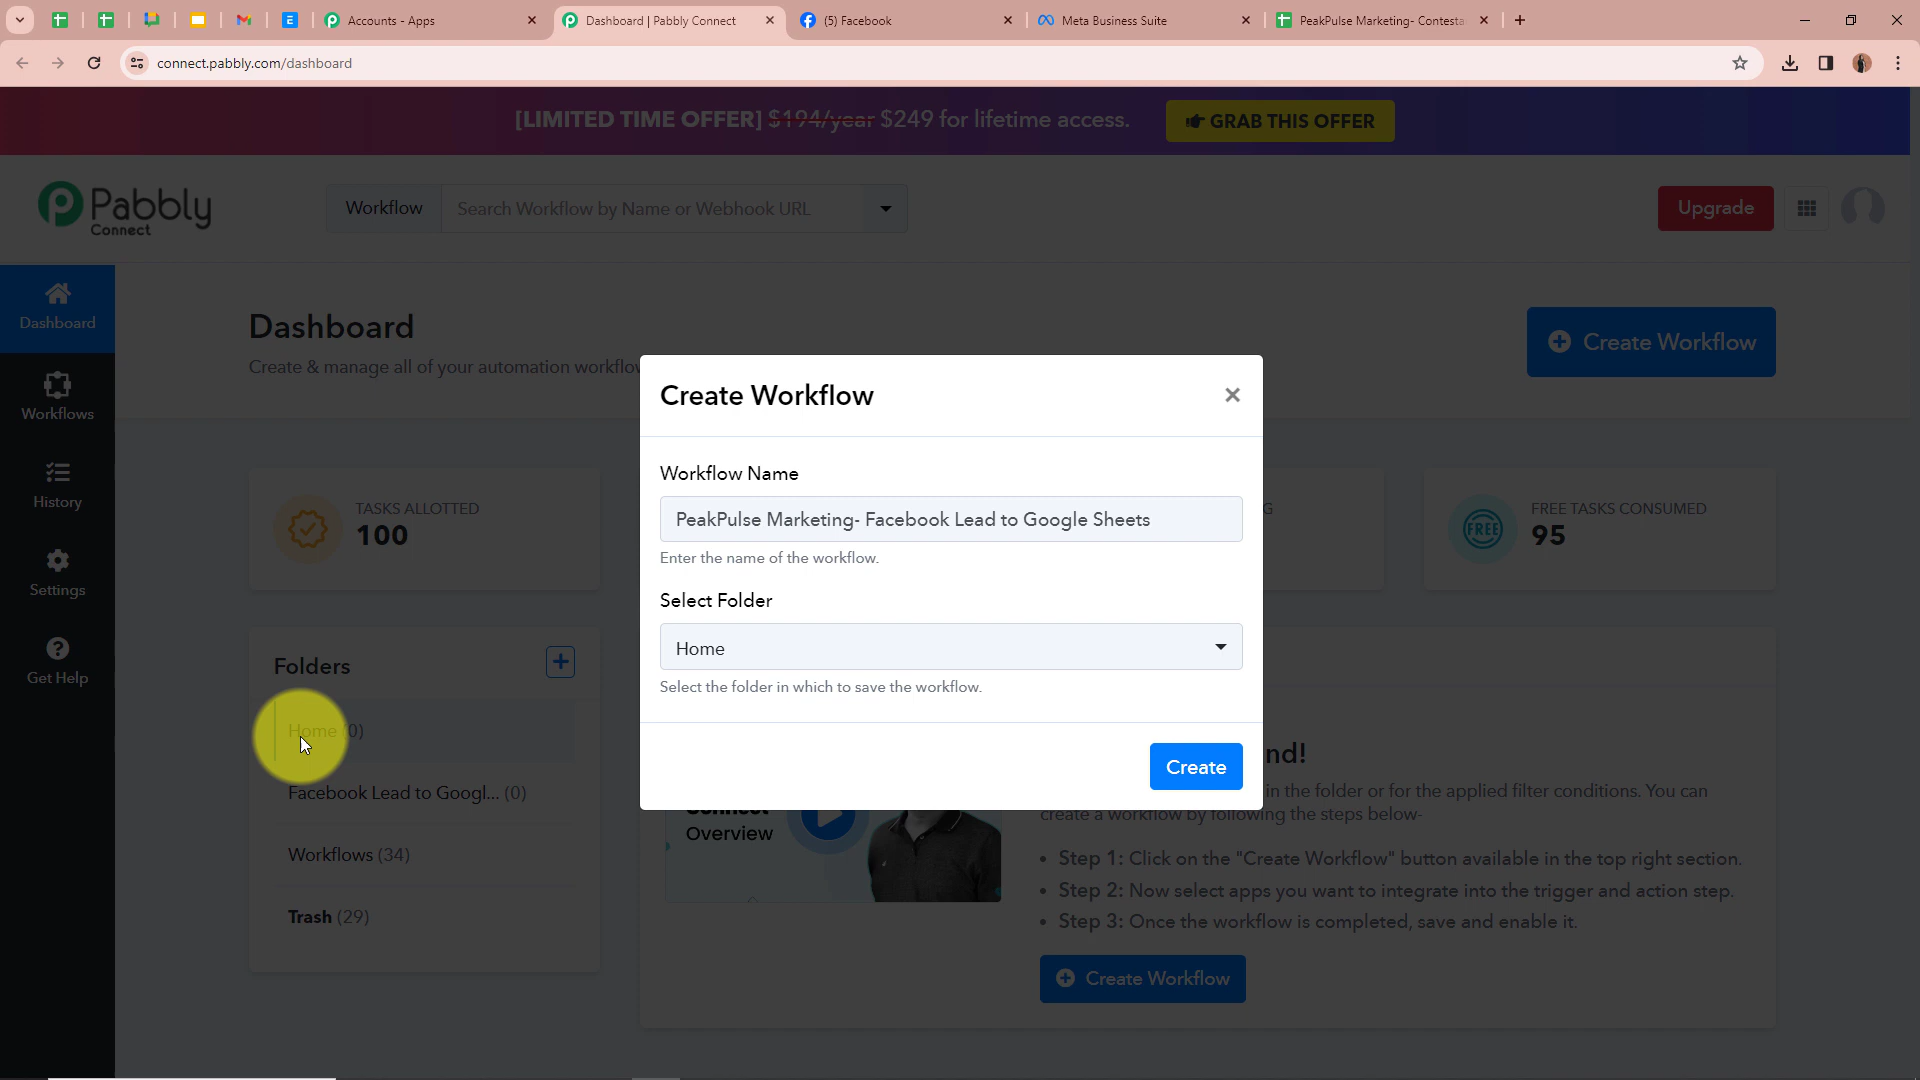 Accounts - Apps
Dashboard | Pabbly Connect
(5) Facebook
Meta Business Suite
PeakPulse Marketing- Contesta
connect.pabbly.com/dashboard
[LIMITED TIME OFFER] $194/year $249 for lifetime access.
GRAB THIS OFFER
Pabbly
Connect
Workflow
Search Workflow by Name or Webhook URL
Upgrade
Dashboard
Workflows
History
Settings
Get Help
Dashboard
Create & manage all of your automation workflo
Create Workflow
TASKS ALLOTTED
100
G
FREE
FREE TASKS CONSUMED
95
Folders
Home (0)
Facebook Lead to Googl... (0)
Workflows (34)
Trash (29)
Create Workflow
Workflow Name
PeakPulse Marketing- Facebook Lead to Google Sheets
Enter the name of the workflow.
Select Folder
Home
Select the folder in which to save the workflow.
Create
Connect
Overview
nd!
in the folder or for the applied filter conditions. You can
create a workflow by following the steps below-
• Step 1: Click on the "Create Workflow" button available in the top right section.
• Step 2: Now select apps you want to integrate into the trigger and action step.
• Step 3: Once the workflow is completed, save and enable it.
Create Workflow